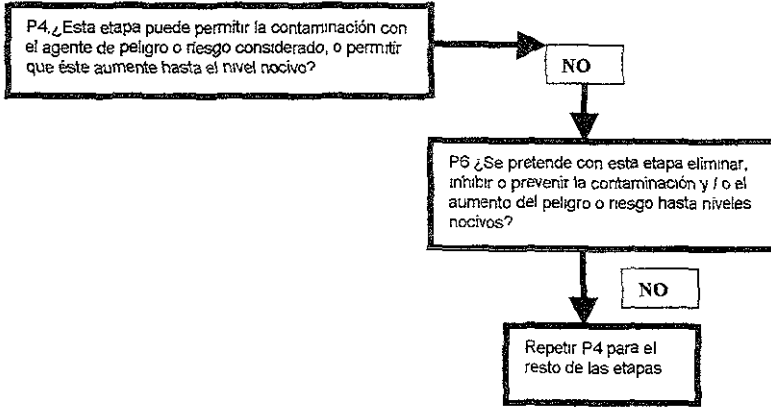 P4.¿Esta etapa puede permitir la contaminación con
el agente de peligro o riesgo considerado, o permitir
que éste aumente hasta el nivel nocivo?
NO
P6 ¿Se pretende con esta etapa eliminar,
inhibir o prevenir la contaminación y / o el
aumento del peligro o riesgo hasta niveles
nocivos?
NO
Repetir P4 para el
resto de las etapas